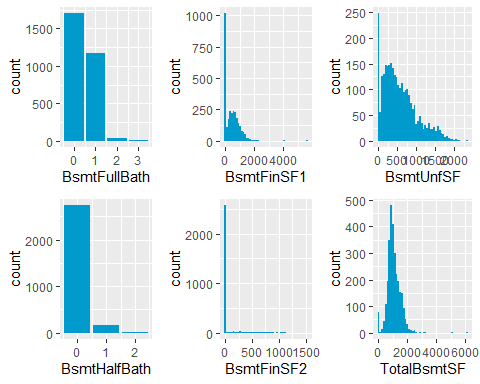 count
1500
1000
500
0
0 1 2 3
BsmtFullBath
count
1000
750
500
250
0
0 2000 4000
BsmtFinSF1
count
250
200
150
100
50
0
0 500 1000 1500 2000
BsmtUnfSF
count
2000
1000
0
0 1 2
BsmtHalfBath
count
2000
1000
0
0 500 1000 1500
BsmtFinSF2
count
500
400
300
200
100
0
0 2000 4000 6000
TotalBsmtSF